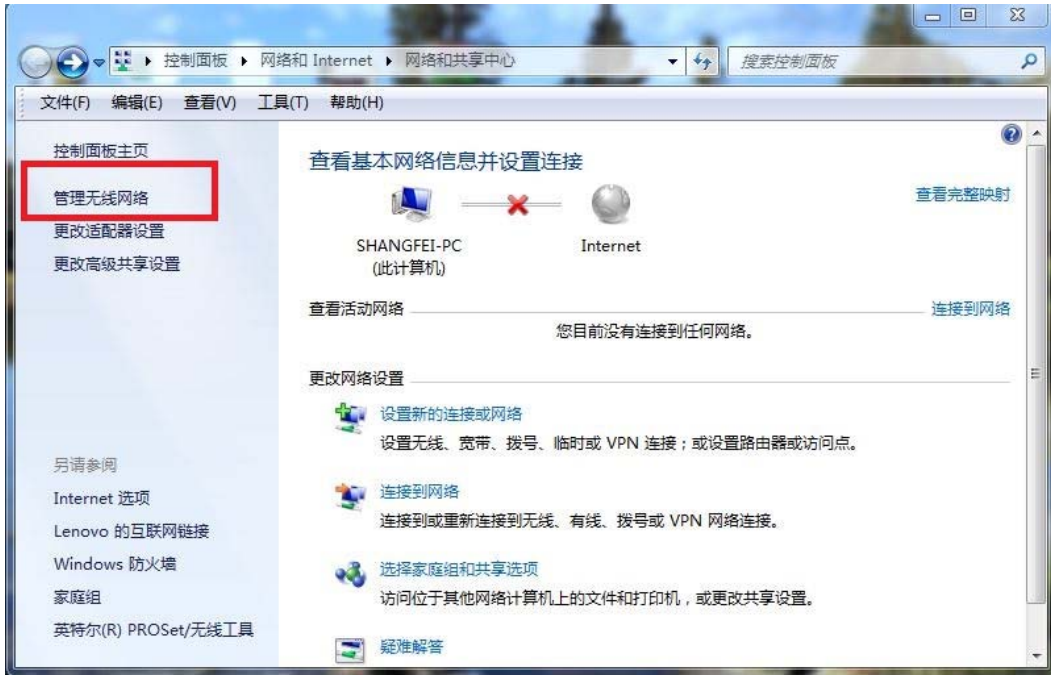 控制面板 网络和 Internet 网络和共享中心 搜索控制面板
文件(F) 编辑(E) 查看(V) 工具(T) 帮助(H)
控制面板主页
管理无线网络
更改适配器设置
更改高级共享设置
另请参阅
Internet 选项
Lenovo 的互联网链接
Windows 防火墙
家庭组
英特尔(R) PROSet/无线工具
查看基本网络信息并设置连接
查看完整映射
SHANGFEI-PC Internet
(此计算机)
查看活动网络 连接到网络
您目前没有连接到任何网络。
更改网络设置
设置新的连接或网络
设置无线、宽带、拨号、临时或 VPN 连接；或设置路由器或访问点。
连接到网络
连接到或重新连接到无线、有线、拨号或 VPN 网络连接。
选择家庭组和共享选项
访问位于其他网络计算机上的文件和打印机，或更改共享设置。
疑难解答